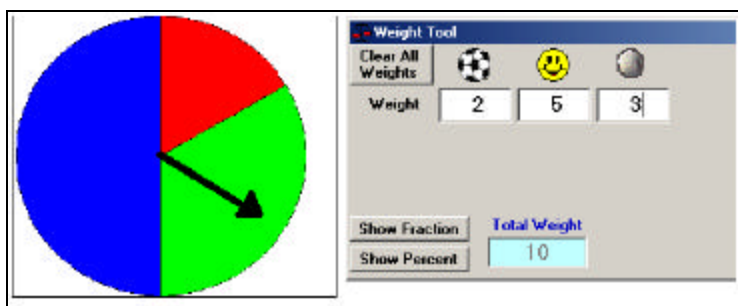 Weight Tool
Clear All
Weights
Weight 2 5 3
Show Fraction
Total Weight
Show Percent
10